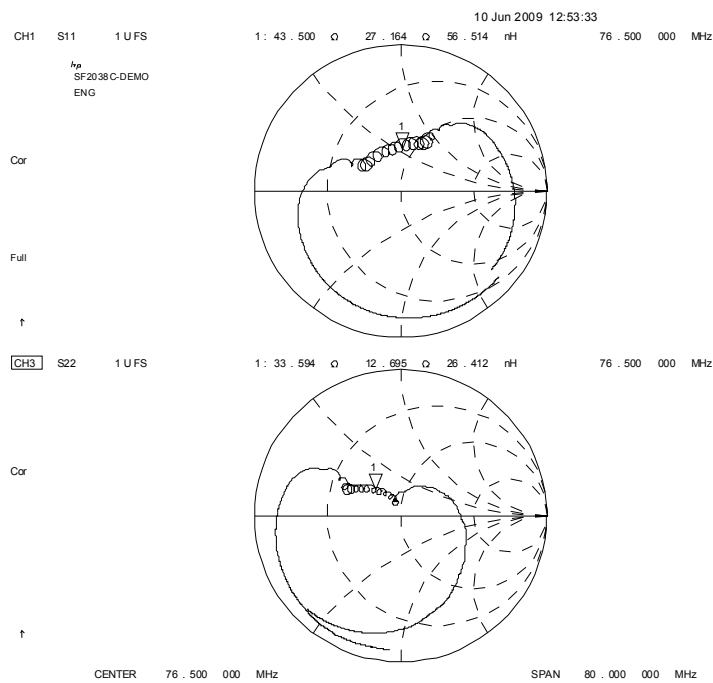 10 Jun 2009 12:53:33
CH1 S11 1 U FS 1: 43.500 Ω 27.164 Ω 56.514 nH 76.500 000 MHz
hp
SF2038C-DEMO
ENG
1
Cor
Full
↑
CH3 S22 1 U FS 1: 33.594 Ω 12.695 Ω 26.412 nH 76.500 000 MHz
1
Cor
↑
CENTER 76.500 000 MHz SPAN 80.000 000 MHz